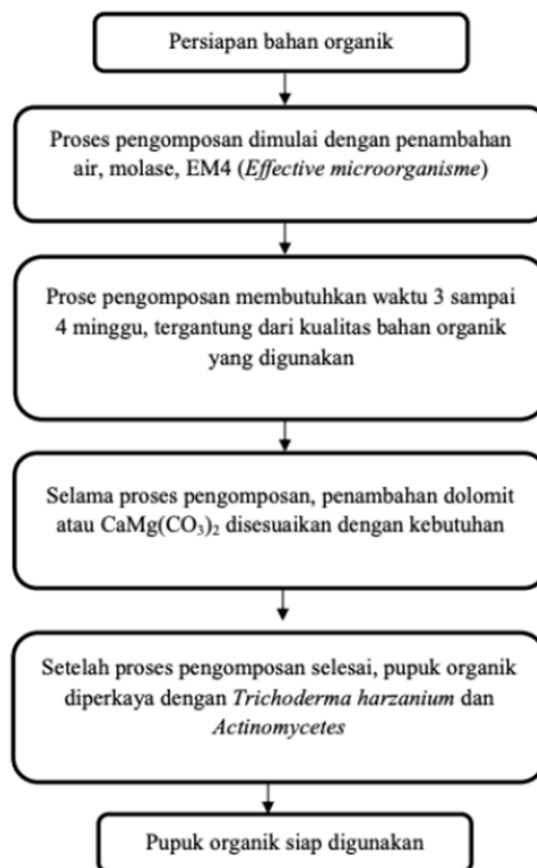 Persiapan bahan organik
Proses pengomposan dimulai dengan penambahan
air, molase, EM4 (Effective microorganisme)
Prose pengomposan membutuhkan waktu 3 sampai
4 minggu, tergantung dari kualitas bahan organik
yang digunakan
Selama proses pengomposan, penambahan dolomit
atau CaMg(CO₃)₂ disesuaikan dengan kebutuhan
Setelah proses pengomposan selesai, pupuk organik
diperkaya dengan Trichoderma harzanium dan
Actinomycetes
Pupuk organik siap digunakan